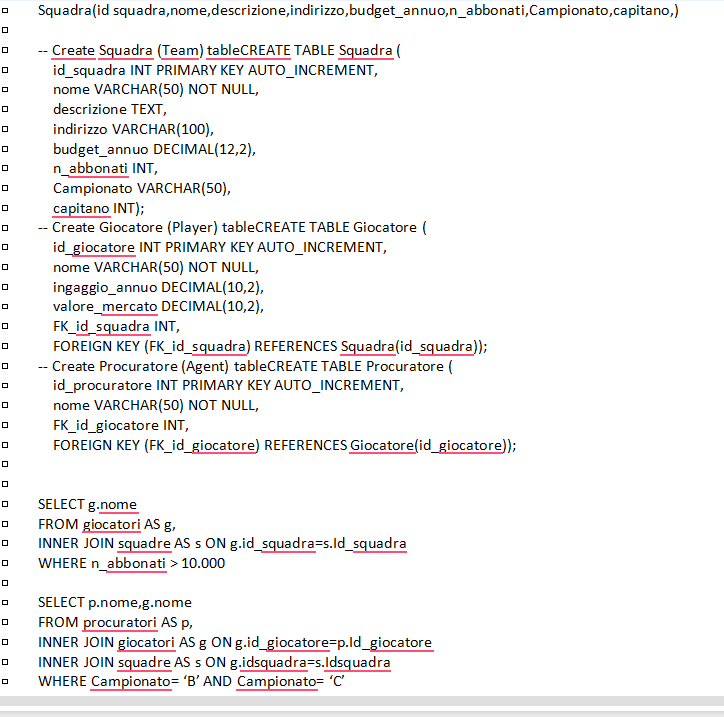 Squadra(id squadra,nome,descrizione,indirizzo,budget_annuo,n_abbonati,Campionato,capitano,)
-- Create Squadra (Team) tableCREATE TABLE Squadra (
id_squadra INT PRIMARY KEY AUTO_INCREMENT,
nome VARCHAR(50) NOT NULL,
descrizione TEXT,
indirizzo VARCHAR(100),
budget_annuo DECIMAL(12,2),
n_abbonati INT,
Campionato VARCHAR(50),
capitano INT);
-- Create Giocatore (Player) tableCREATE TABLE Giocatore (
id_giocatore INT PRIMARY KEY AUTO_INCREMENT,
nome VARCHAR(50) NOT NULL,
ingaggio_annuo DECIMAL(10,2),
valore_mercato DECIMAL(10,2),
FK_id_squadra INT,
FOREIGN KEY (FK_id_squadra) REFERENCES Squadra(id_squadra));
-- Create Procuratore (Agent) tableCREATE TABLE Procuratore (
id_procuratore INT PRIMARY KEY AUTO_INCREMENT,
nome VARCHAR(50) NOT NULL,
FK_id_giocatore INT,
FOREIGN KEY (FK_id_giocatore) REFERENCES Giocatore(id_giocatore));
SELECT g.nome
FROM giocatori AS g,
INNER JOIN squadre AS s ON g.id_squadra=s.Id_squadra
WHERE n_abbonati > 10.000
SELECT p.nome,g.nome
FROM procuratori AS p,
INNER JOIN giocatori AS g ON g.id_giocatore=p.Id_giocatore
INNER JOIN squadre AS s ON g.idsquadra=s.Idsquadra
WHERE Campionato= ‘B’ AND Campionato= ‘C’